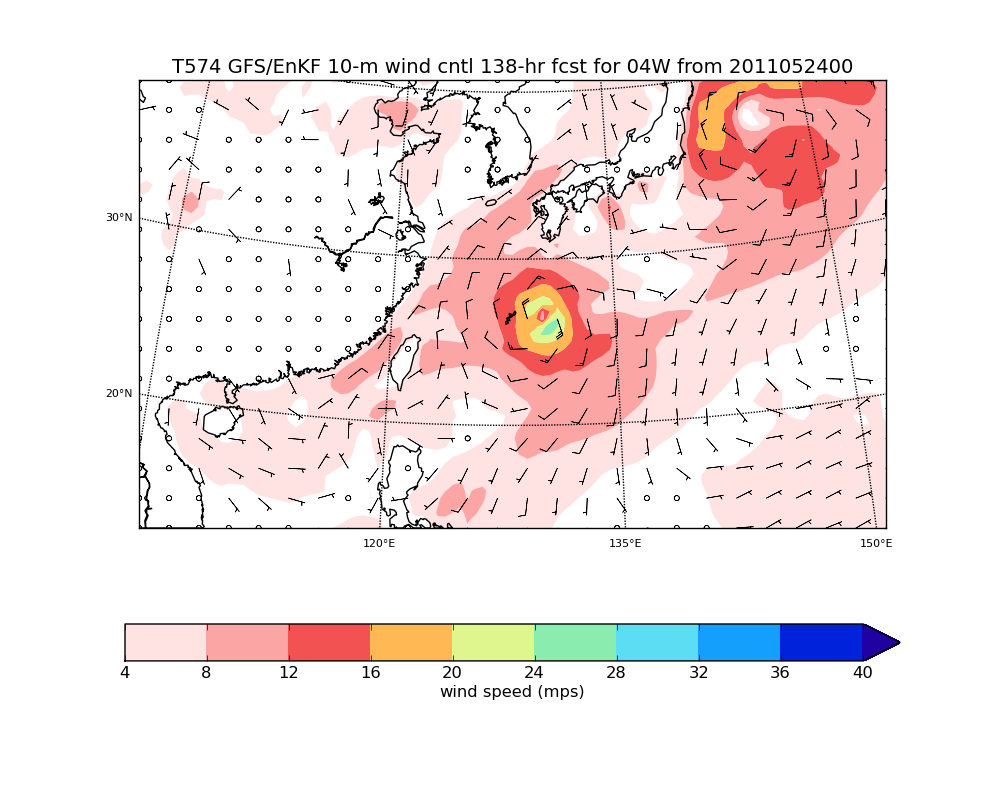 T574 GFS/EnKF 10-m wind cntl 138-hr fcst for 04W from 2011052400
30°N
20°N
120°E 135°E 150°E
4 8 12 16 20 24 28 32 36 40
wind speed (mps)